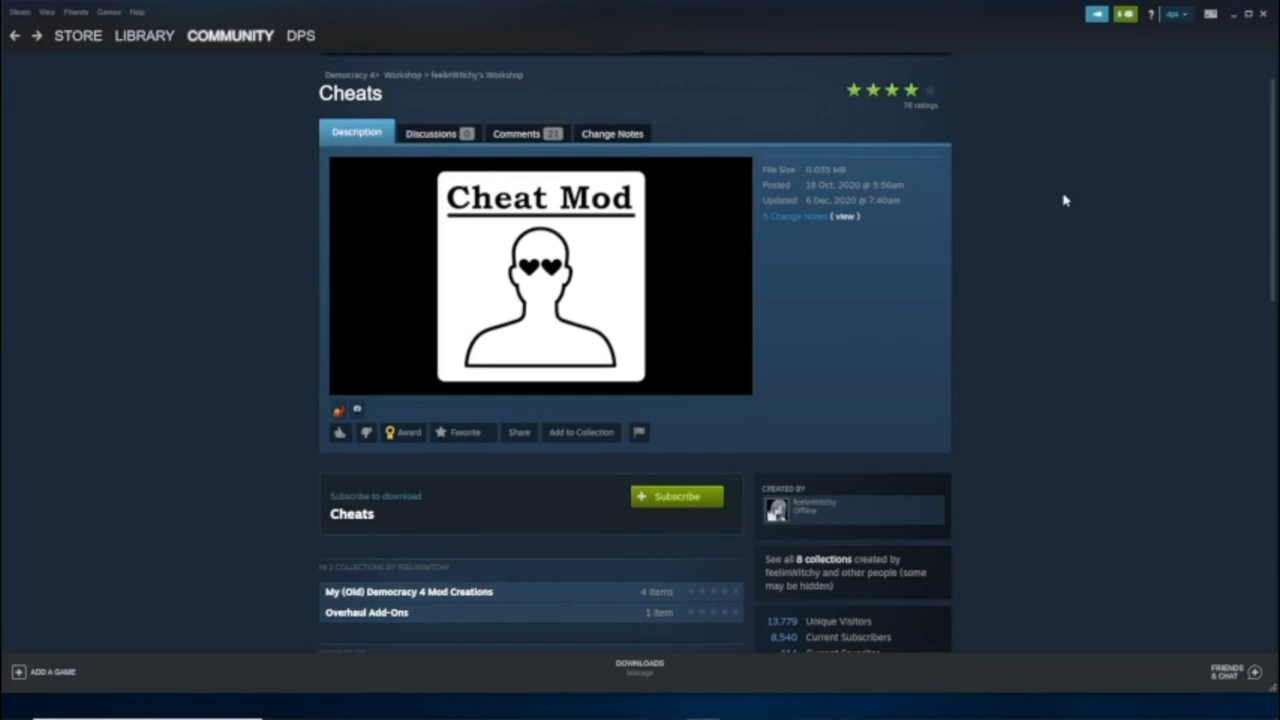 Steam View Friends Games Help
dps
STORE LIBRARY COMMUNITY DPS
Democracy 4> Workshop > feelinWitchy's Workshop
Cheats
78 ratings
Description Discussions 0 Comments 21 Change Notes
Cheat Mod
File Size 0.035 MB
Posted 18 Oct, 2020 @ 5:56am
Updated 6 Dec, 2020 @ 7:40am
5 Change Notes ( view )
Award Favorite Share Add to Collection
Subscribe to download
Cheats
+ Subscribe
IN 2 COLLECTIONS BY FEELINWITCHY
My (Old) Democracy 4 Mod Creations 4 items
Overhaul Add-Ons 1 item
CREATED BY
feelinWitchy
Offline
See all 8 collections created by
feelinWitchy and other people (some
may be hidden)
13,779 Unique Visitors
8,540 Current Subscribers
+ ADD A GAME
DOWNLOADS
Manage
FRIENDS
& CHAT